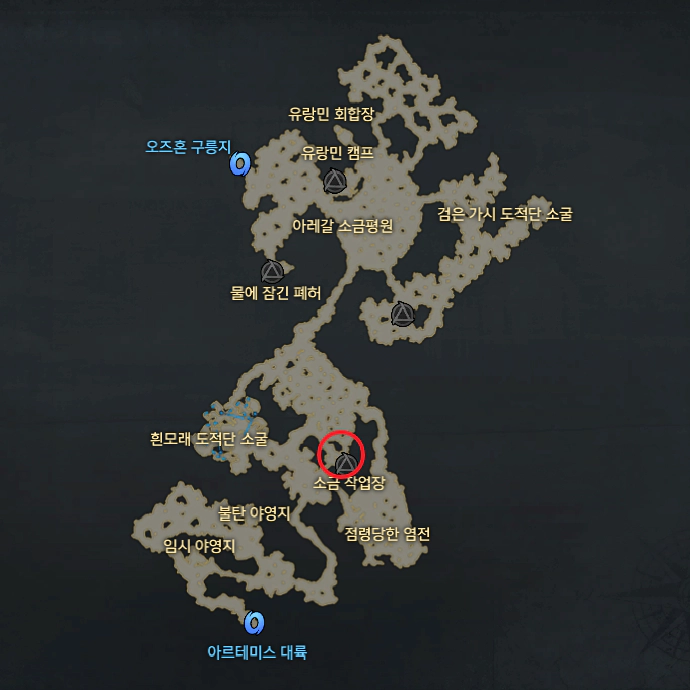 유랑민 회합장
오즈혼 구릉지
유랑민 캠프
검은 가시 도적단 소굴
아레갈 소금평원
물에 잠긴 폐허
흰모래 도적단 소굴
소금 작업장
불탄 야영지
점령당한 염전
임시 야영지
아르테미스 대륙